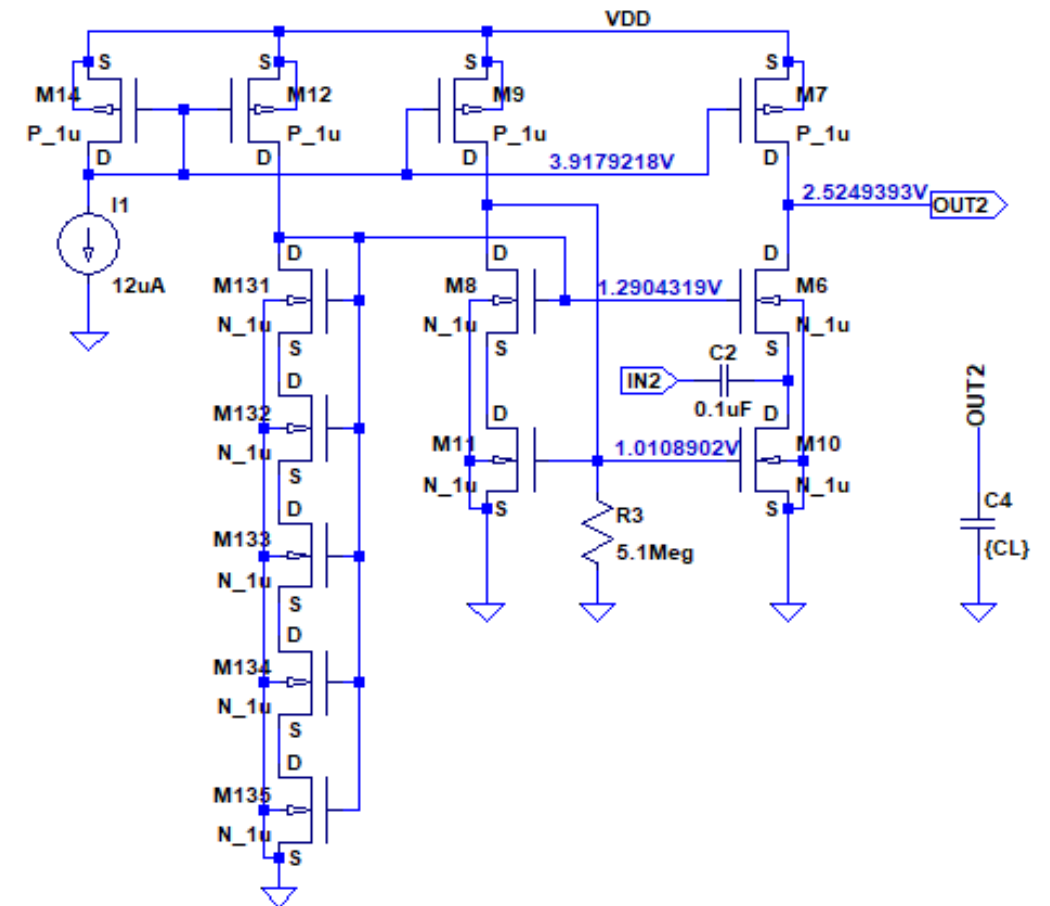 VDD
S S S S
M14 M12 M9 M7
P_1u P_1u P_1u P_1u
D D D D
3.9179218V
I1
12uA
2.5249393V OUT2
D D D
M131 M8 M6
1.2904319V
N_1u N_1u N_1u
S S S
C2
IN2
0.1uF
D D D
M132 M11 M10
1.0108902V
N_1u N_1u N_1u
S S S
OUT2
C4
{CL}
R3
5.1Meg
D
M133
N_1u
S
D
M134
N_1u
S
D
M135
N_1u
S